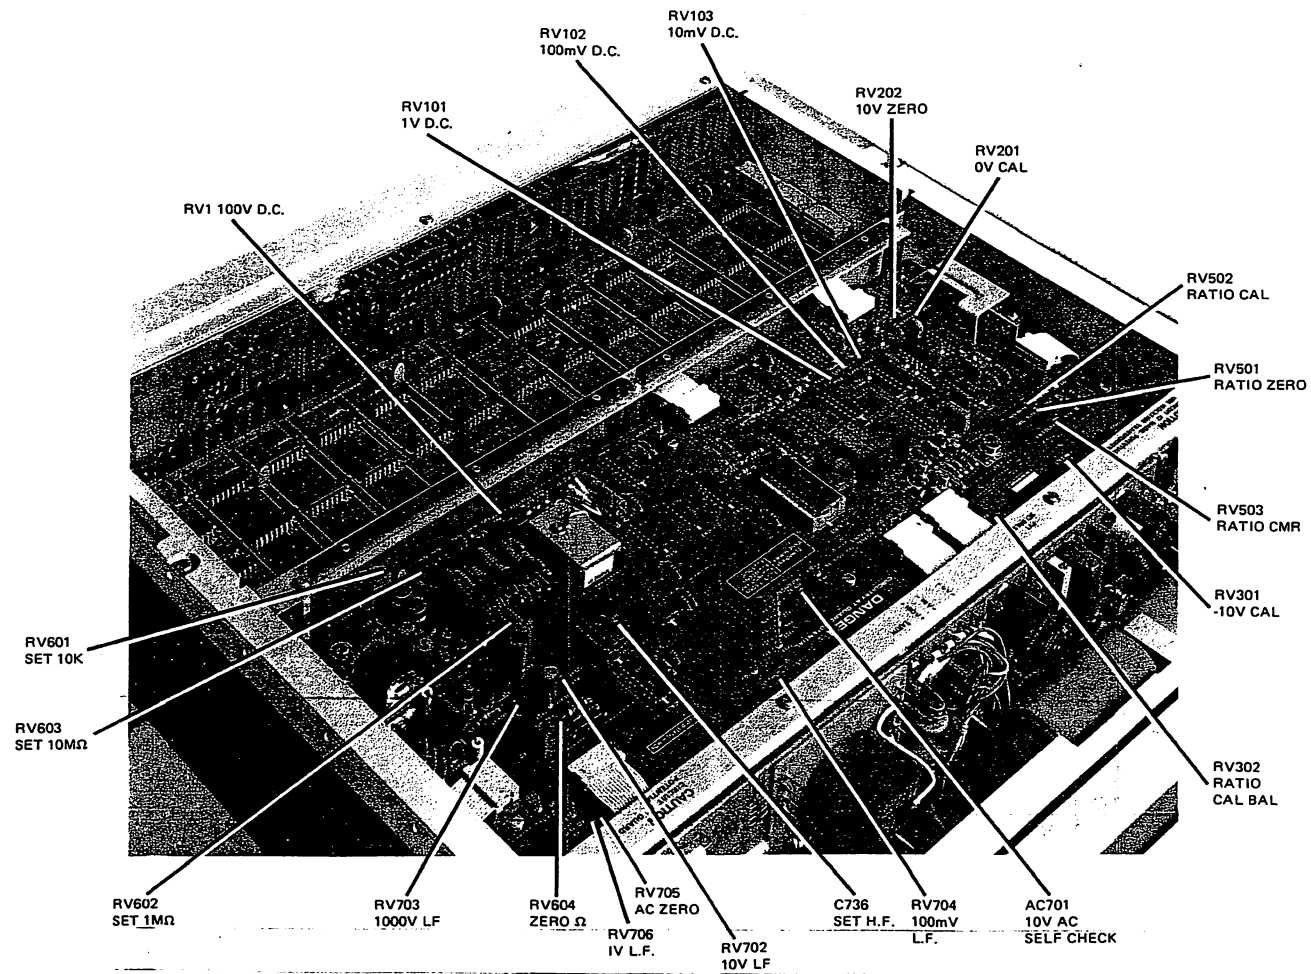 RV103
10mV D.C.
RV102
100mV D.C.
RV202
10V ZERO
RV101
1V D.C.
RV201
0V CAL
RV1 100V D.C.
RV502
RATIO CAL
RV501
RATIO ZERO
RV503
RATIO CMR
RV301
-10V CAL
RV601
SET 10K
RV603
SET 10MΩ
RV302
RATIO
CAL BAL
DANGE
CAUTIO
RV602
SET 1MΩ
RV703
1000V LF
RV604
ZERO Ω
RV705
AC ZERO
RV706
IV L.F.
RV702
10V LF
C736
SET H.F.
RV704
100mV
L.F.
AC701
10V AC
SELF CHECK